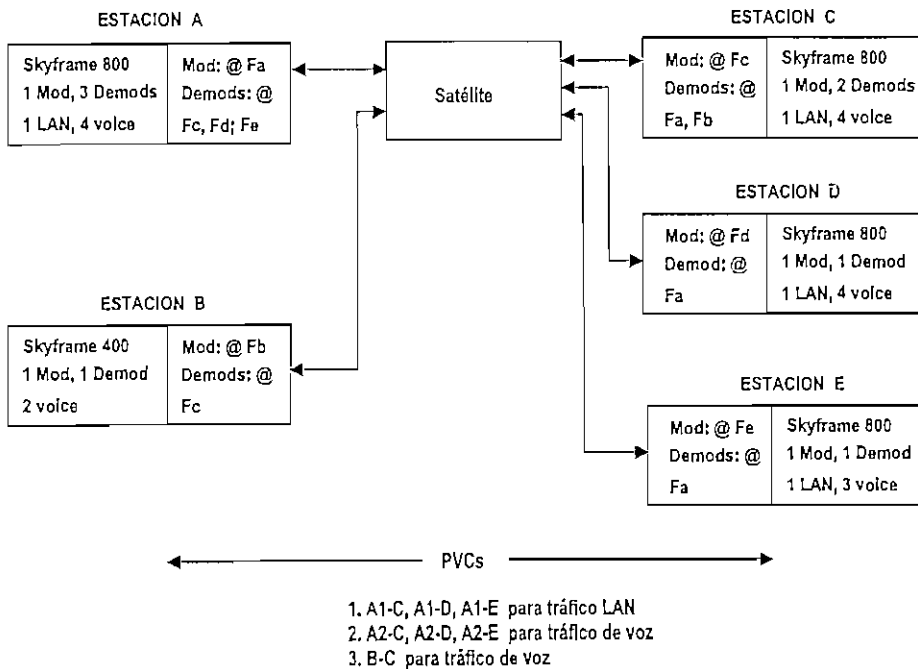 ESTACION A
Skyframe 800
1 Mod, 3 Demods
1 LAN, 4 voice
Mod: @ Fa
Demods: @
Fc, Fd; Fe
Satélite
ESTACION C
Mod: @ Fc
Demods: @
Fa, Fb
Skyframe 800
1 Mod, 2 Demods
1 LAN, 4 voice
ESTACION D
Mod: @ Fd
Demod: @
Fa
Skyframe 800
1 Mod, 1 Demod
1 LAN, 4 voice
ESTACION B
Skyframe 400
1 Mod, 1 Demod
2 voice
Mod: @ Fb
Demods: @
Fc
ESTACION E
Mod: @ Fe
Demods: @
Fa
Skyframe 800
1 Mod, 1 Demod
1 LAN, 3 voice
PVCs
1. A1-C, A1-D, A1-E para tráfico LAN
2. A2-C, A2-D, A2-E para tráfico de voz
3. B-C para tráfico de voz